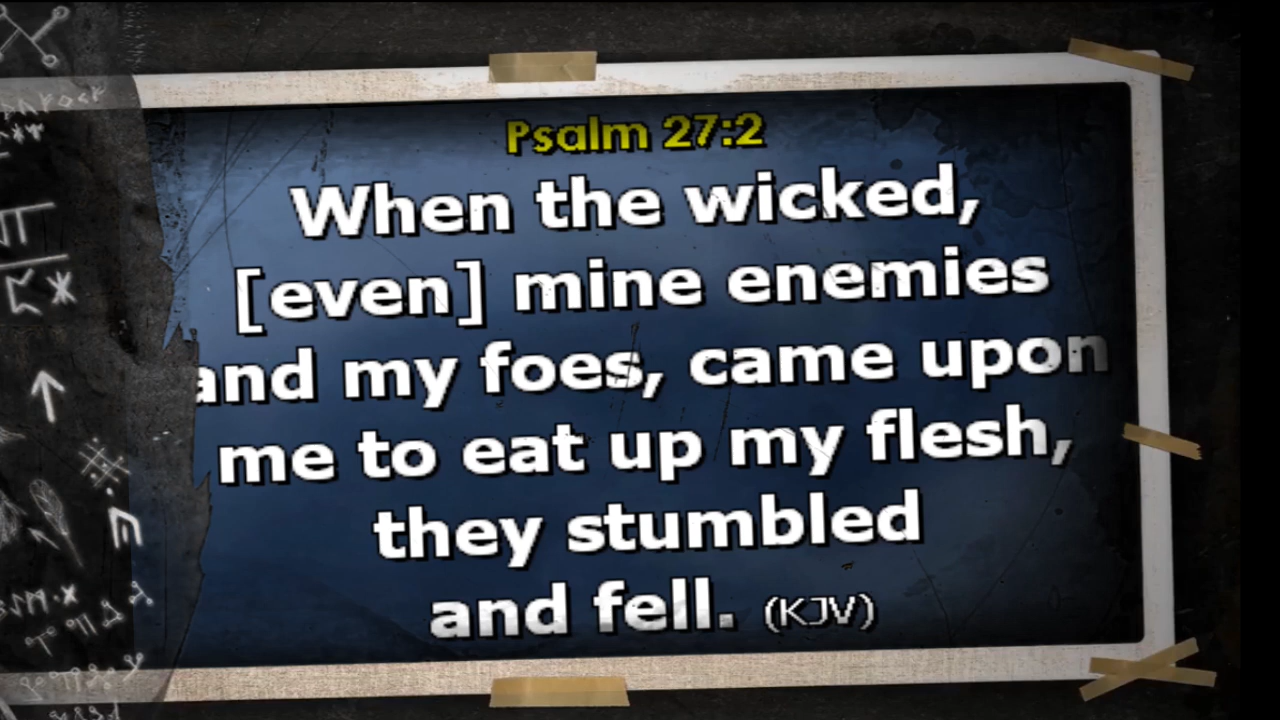 Psalm 27:2
When the wicked,
[even] mine enemies
and my foes, came upon
me to eat up my flesh,
they stumbled
and fell. (KJV)